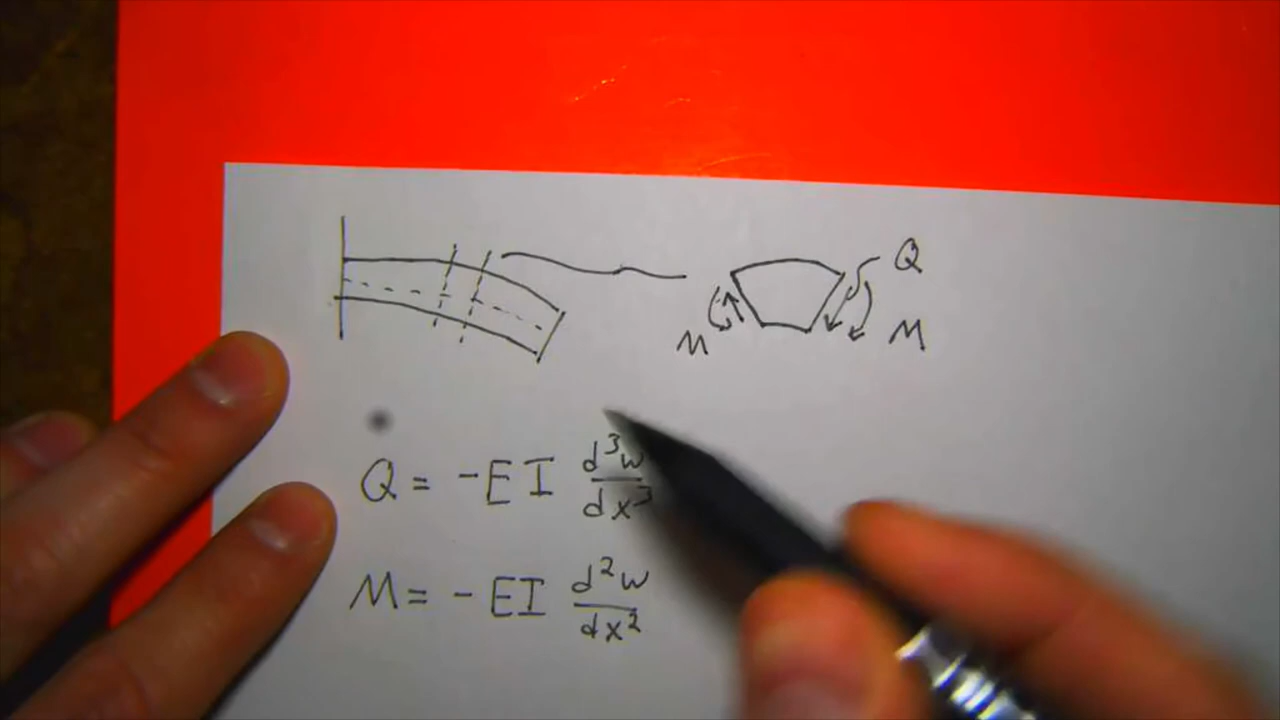 Q
M M
Q = -EI d³w/dx³
M = -EI d²w/dx²